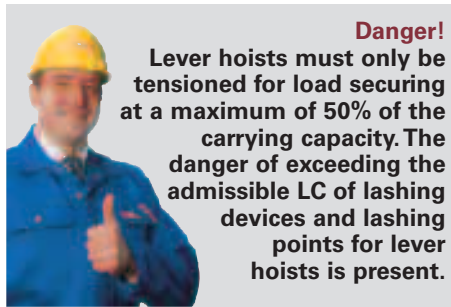 Danger!
Lever hoists must only be
tensioned for load securing
at a maximum of 50% of the
carrying capacity. The
danger of exceeding the
admissible LC of lashing
devices and lashing
points for lever
hoists is present.